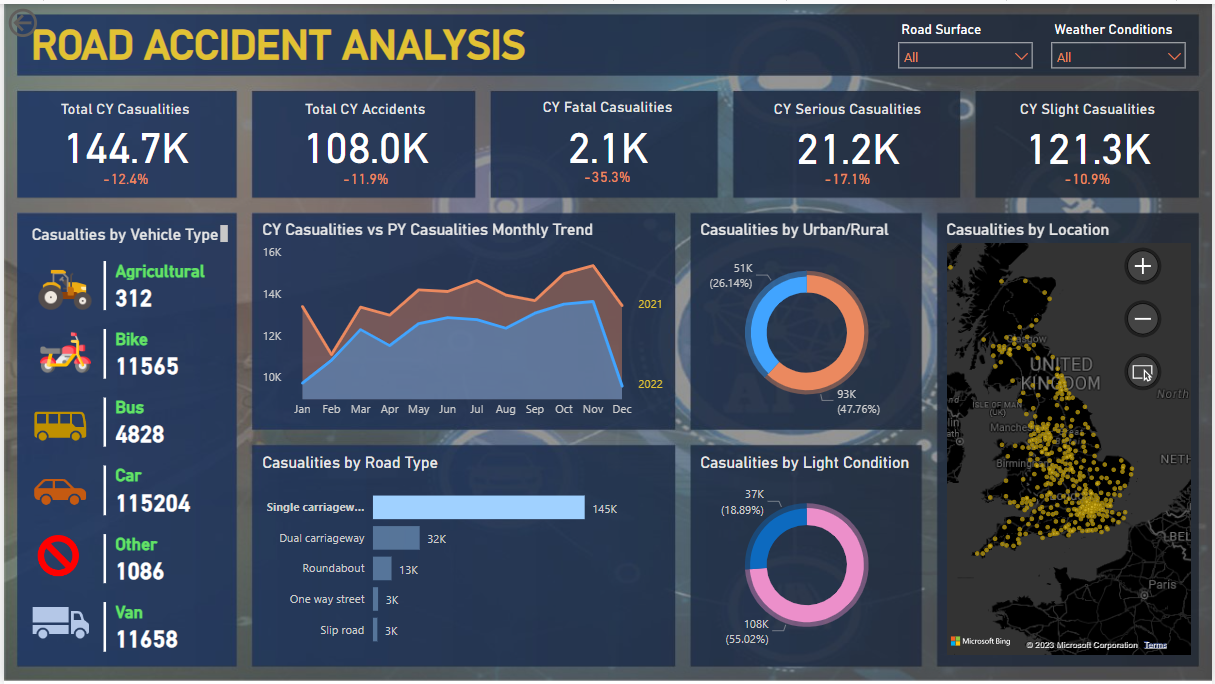 ROAD ACCIDENT ANALYSIS
Road Surface
All
Weather Conditions
All
Total CY Casualities
144.7K
-12.4%
Total CY Accidents
108.0K
-11.9%
CY Fatal Casualities
2.1K
-35.3%
CY Serious Casualities
21.2K
-17.1%
CY Slight Casualities
121.3K
-10.9%
Casualties by Vehicle Type
Agricultural
312
Bike
11565
Bus
4828
Car
115204
Other
1086
Van
11658
CY Casualities vs PY Casualities Monthly Trend
16K
14K
12K
10K
2021
2022
Jan Feb Mar Apr May Jun Jul Aug Sep Oct Nov Dec
Casualities by Road Type
Single carriagew...
145K
Dual carriageway
32K
Roundabout
13K
One way street
3K
Slip road
3K
Casualities by Urban/Rural
51K
(26.14%)
93K
(47.76%)
Casualities by Light Condition
37K
(18.89%)
108K
(55.02%)
Casualities by Location
UNITED
KINGDOM
North
ISLE OF MAN
(UK)
NETH
BEL
Paris
Microsoft Bing
© 2023 Microsoft Corporation Terms